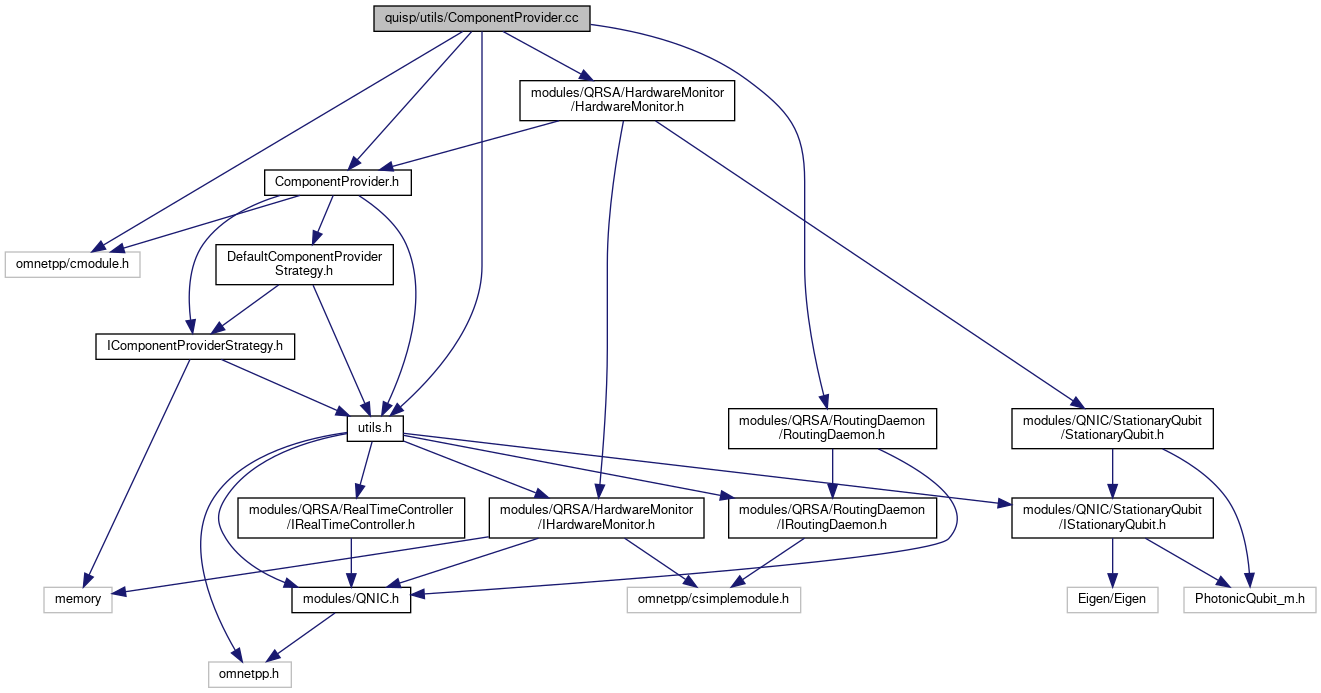 quisp/utils/ComponentProvider.cc
modules/QRSA/HardwareMonitor
/HardwareMonitor.h
ComponentProvider.h
omnetpp/cmodule.h
DefaultComponentProvider
Strategy.h
IComponentProviderStrategy.h
utils.h
modules/QRSA/RoutingDaemon
/RoutingDaemon.h
modules/QNIC/StationaryQubit
/StationaryQubit.h
modules/QRSA/RealTimeController
/IRealTimeController.h
modules/QRSA/HardwareMonitor
/IHardwareMonitor.h
modules/QRSA/RoutingDaemon
/IRoutingDaemon.h
modules/QNIC/StationaryQubit
/IStationaryQubit.h
memory
modules/QNIC.h
omnetpp/csimplemodule.h
Eigen/Eigen
PhotonicQubit_m.h
omnetpp.h